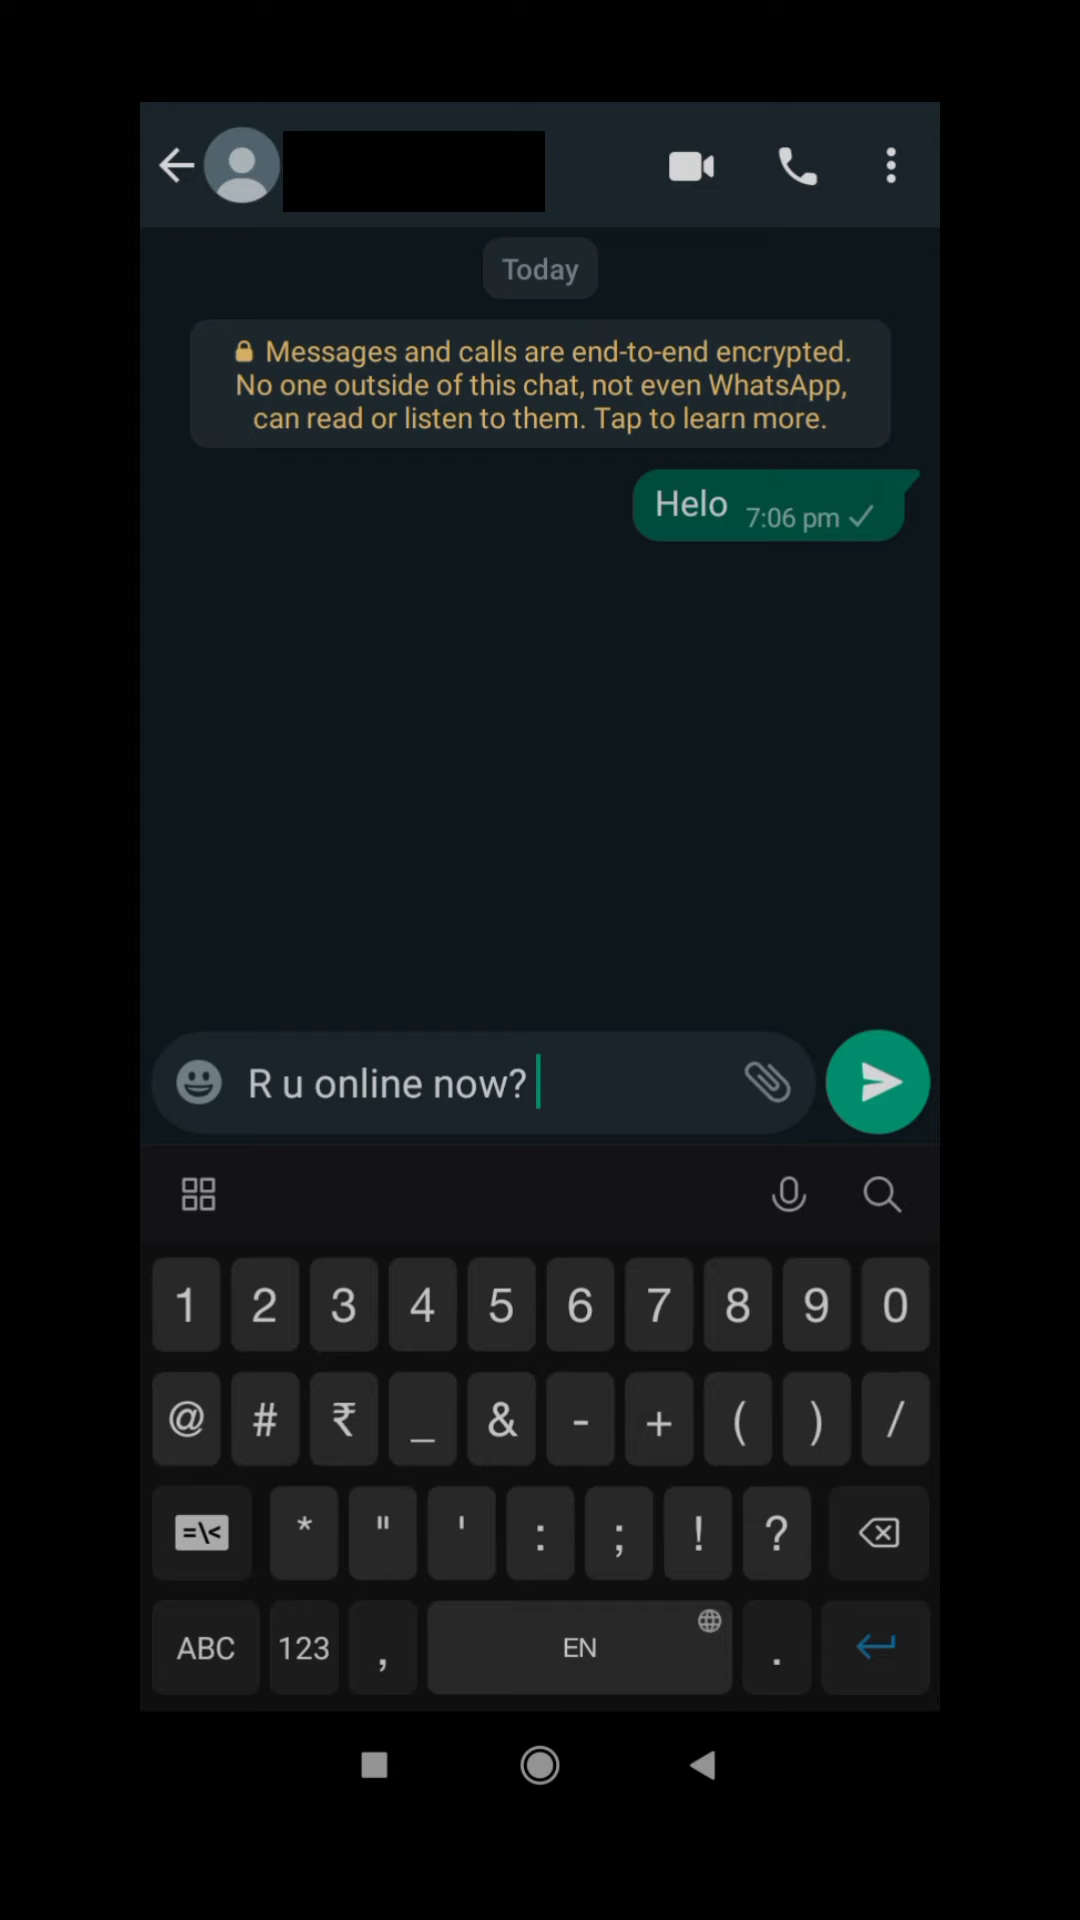 Today
Messages and calls are end-to-end encrypted.
No one outside of this chat, not even WhatsApp,
can read or listen to them. Tap to learn more.
Helo 7:06 pm
R u online now?
1 2 3 4 5 6 7 8 9 0
@ # ₹ _ & - + ( ) /
=\< * " ' : ; ! ?
ABC 123 , EN .